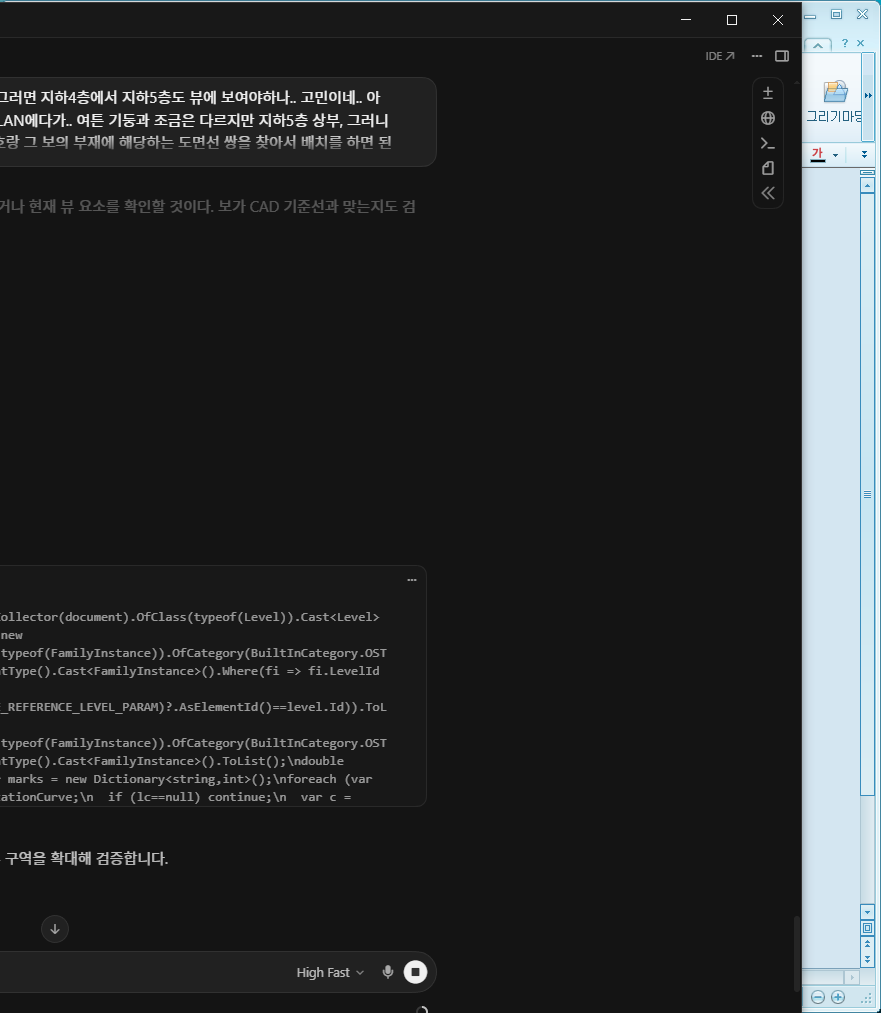 IDE
그러면 지하4층에서 지하5층도 뷰에 보여야하나.. 고민이네.. 아
LAN에다가.. 여튼 기둥과 조금은 다르지만 지하5층 상부, 그러니
호랑 그 보의 부재에 해당하는 도면선 쌍을 찾아서 배치를 하면 된
거나 현재 뷰 요소를 확인할 것이다. 보가 CAD 기준선과 맞는지도 검
그리기마당
가
ollector(document).OfClass(typeof(Level)).Cast<Level>
new
typeof(FamilyInstance)).OfCategory(BuiltInCategory.OST
ntType().Cast<FamilyInstance>().Where(fi => fi.LevelId
E_REFERENCE_LEVEL_PARAM)?.AsElementId()==level.Id)).ToL
typeof(FamilyInstance)).OfCategory(BuiltInCategory.OST
ntType().Cast<FamilyInstance>().ToList();\ndouble
marks = new Dictionary<string,int>();\nforeach (var
ationCurve;\n  if (lc==null) continue;\n  var c =
구역을 확대해 검증합니다.
High Fast